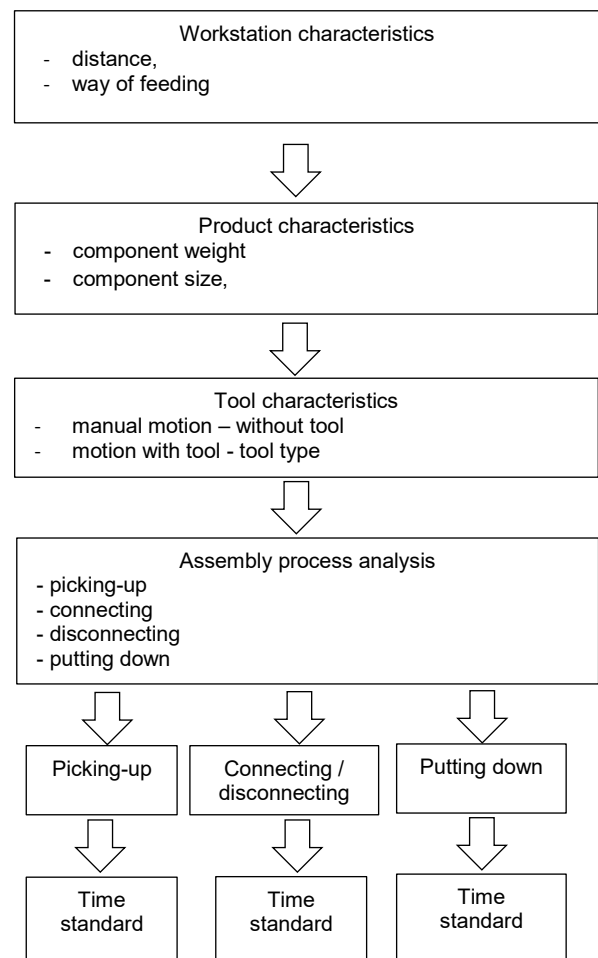 Workstation characteristics
- distance,
- way of feeding
Product characteristics
- component weight
- component size,
Tool characteristics
- manual motion – without tool
- motion with tool - tool type
Assembly process analysis
- picking-up
- connecting
- disconnecting
- putting down
Picking-up
Connecting /
disconnecting
Putting down
Time
standard
Time
standard
Time
standard